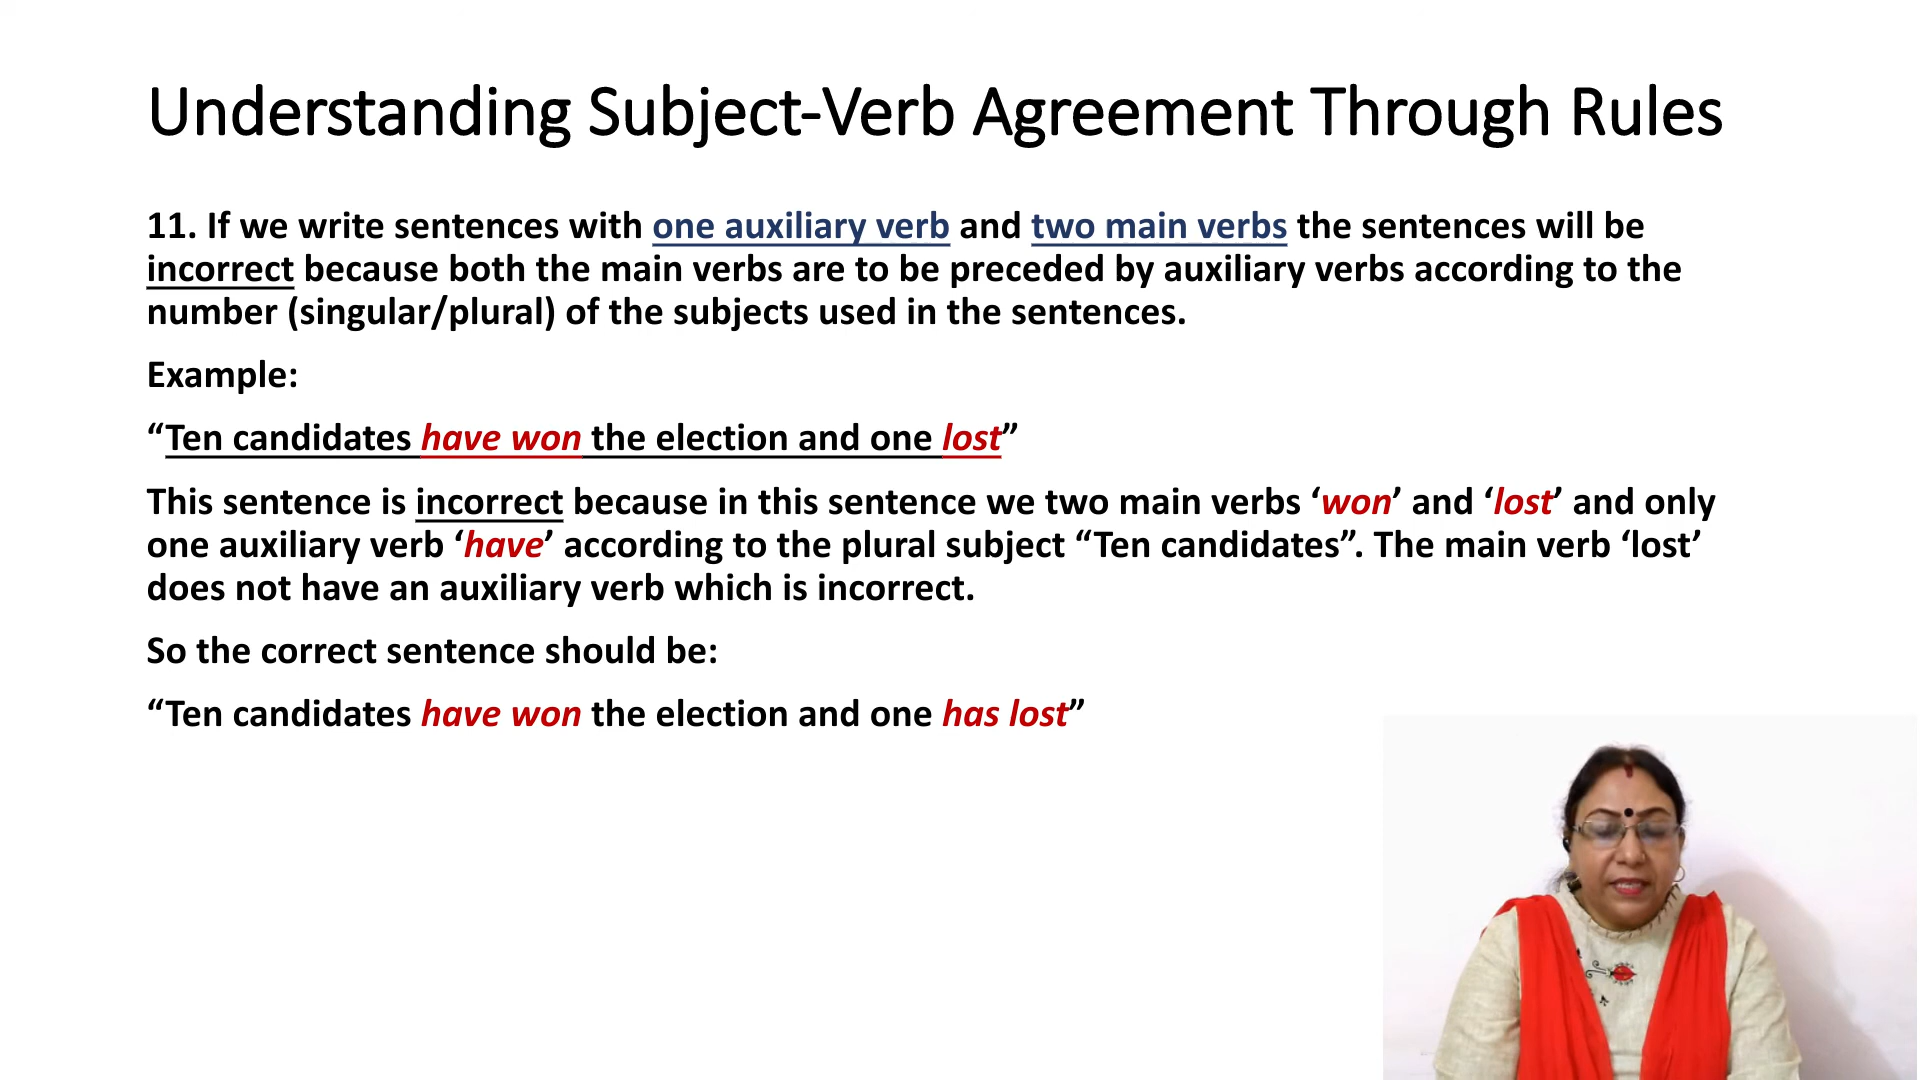 Understanding Subject-Verb Agreement Through Rules
11. If we write sentences with one auxiliary verb and two main verbs the sentences will be
incorrect because both the main verbs are to be preceded by auxiliary verbs according to the
number (singular/plural) of the subjects used in the sentences.
Example:
“Ten candidates have won the election and one lost”
This sentence is incorrect because in this sentence we two main verbs ‘won’ and ‘lost’ and only
one auxiliary verb ‘have’ according to the plural subject “Ten candidates”. The main verb ‘lost’
does not have an auxiliary verb which is incorrect.
So the correct sentence should be:
“Ten candidates have won the election and one has lost”